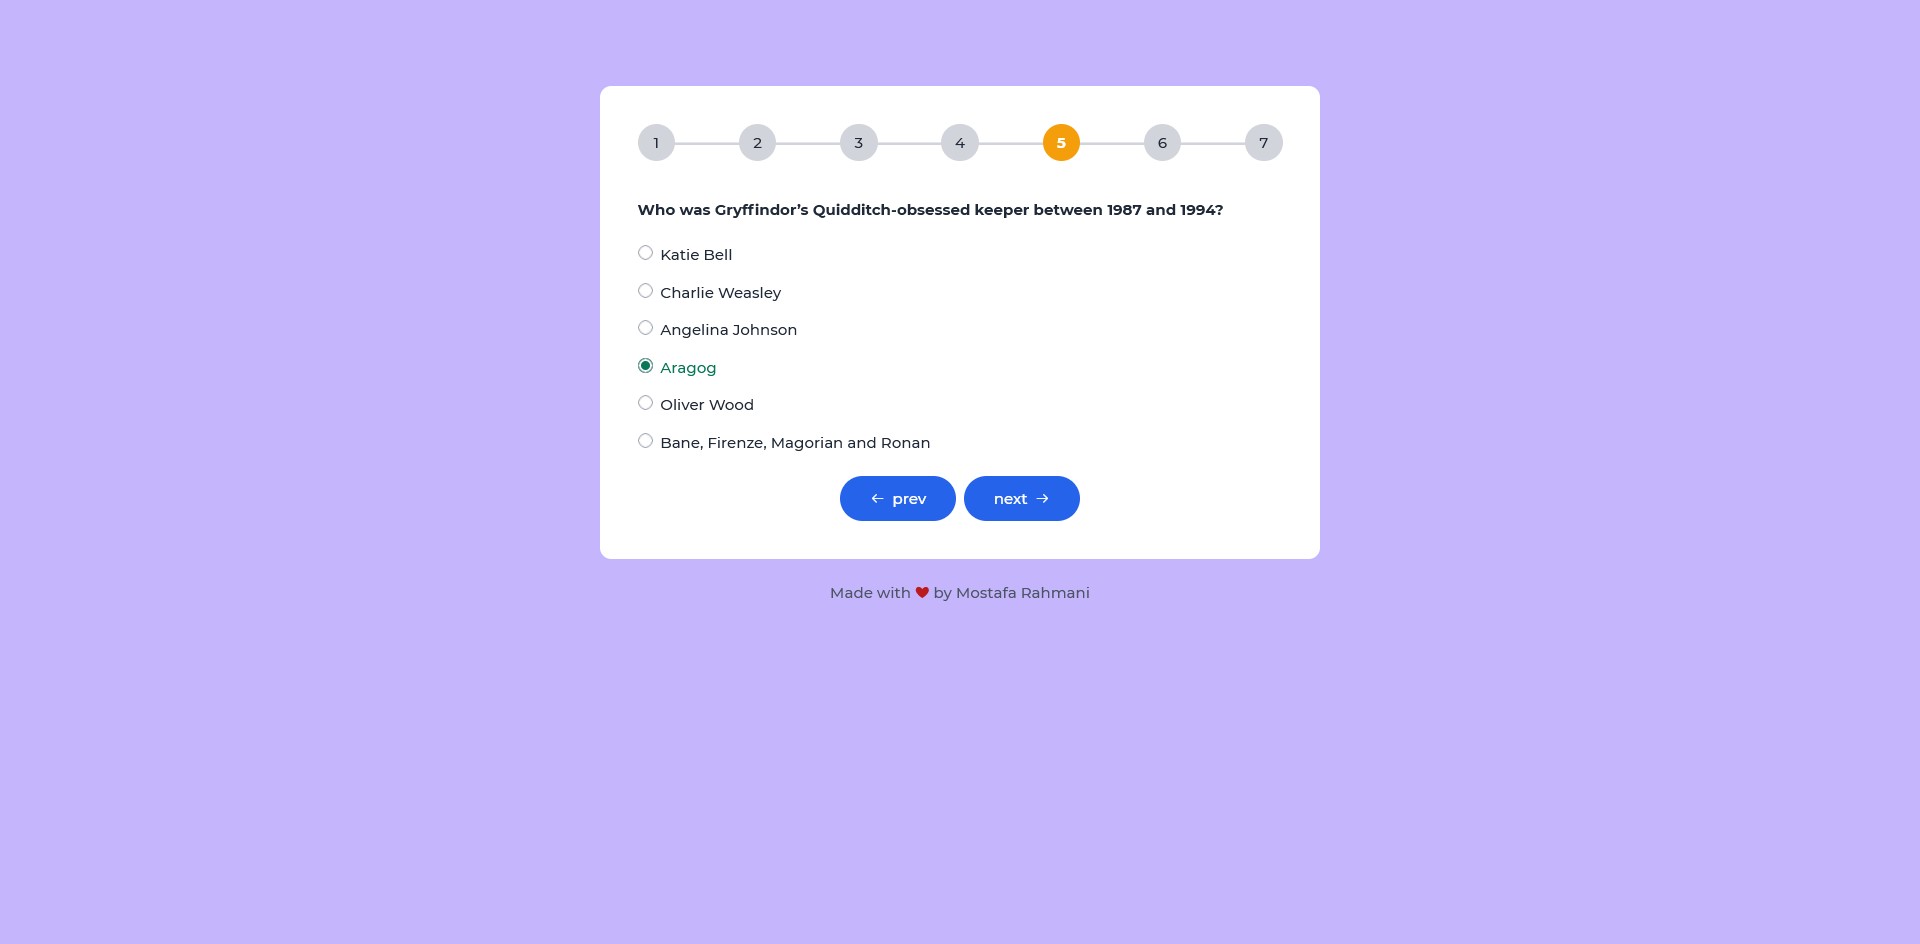 1 2 3 4 5 6 7
Who was Gryffindor’s Quidditch-obsessed keeper between 1987 and 1994?
Katie Bell
Charlie Weasley
Angelina Johnson
Aragog
Oliver Wood
Bane, Firenze, Magorian and Ronan
← prev next →
Made with ❤ by Mostafa Rahmani